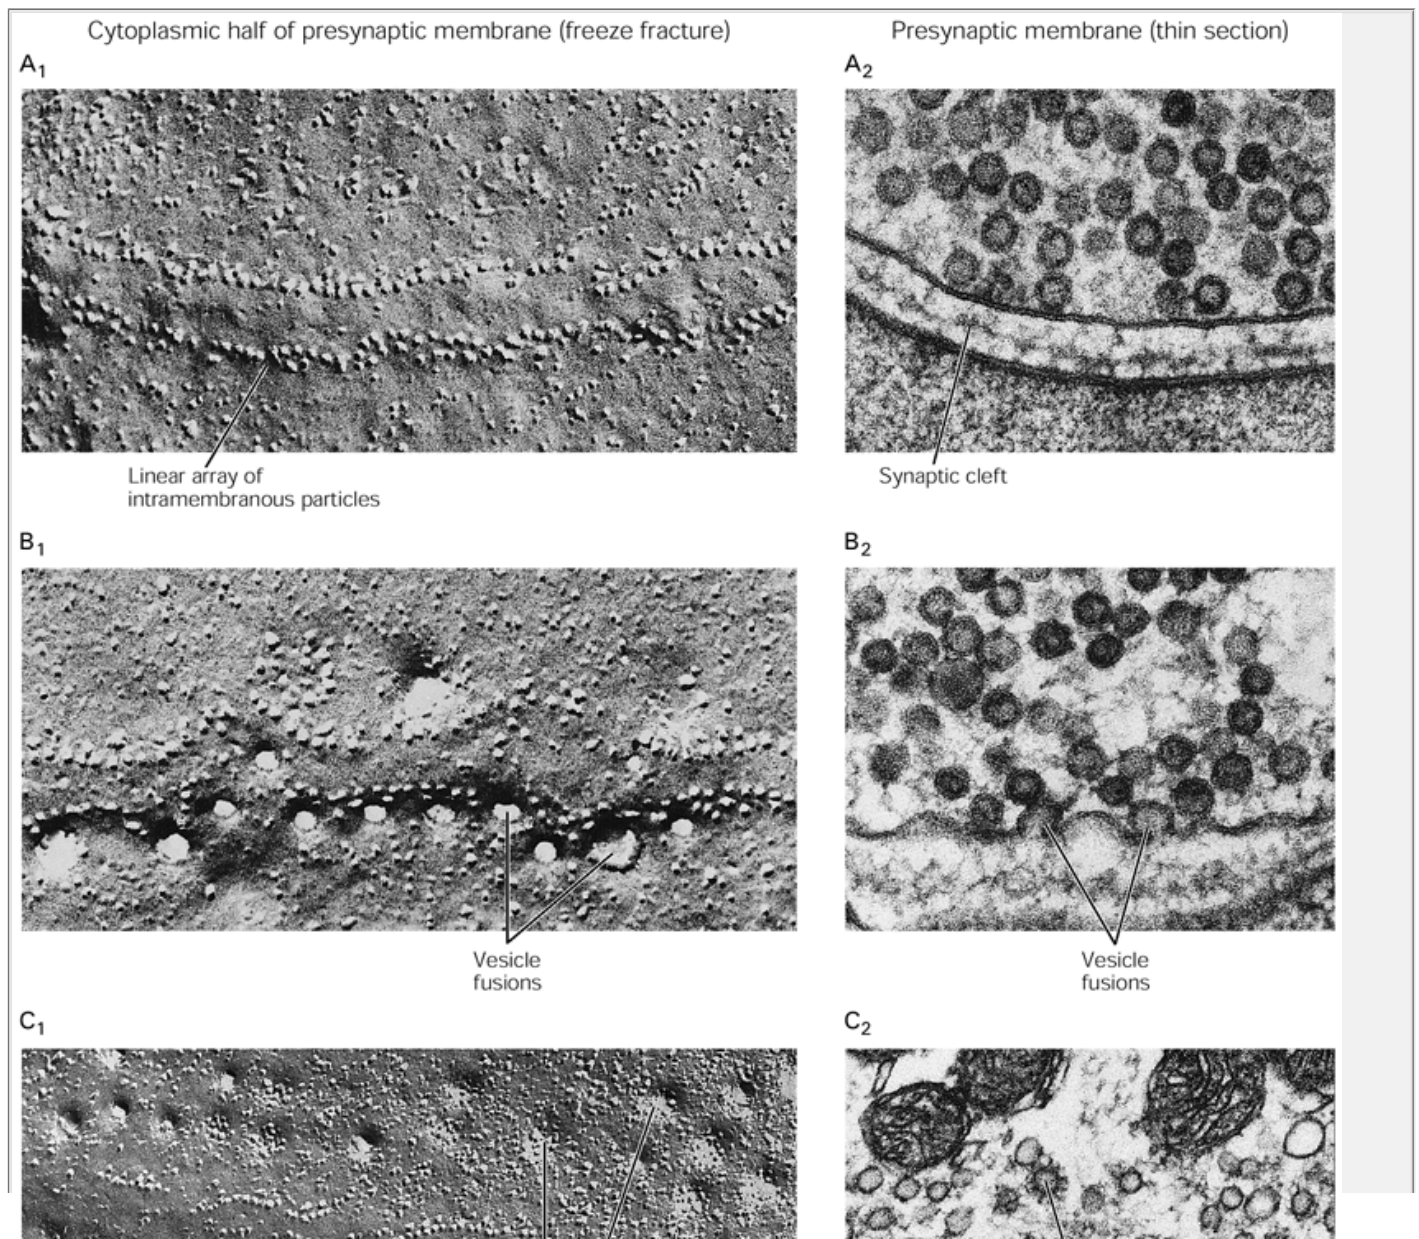 Cytoplasmic half of presynaptic membrane (freeze fracture)
Presynaptic membrane (thin section)
A1
A2
Linear array of
intramembranous particles
Synaptic cleft
B1
B2
Vesicle
fusions
Vesicle
fusions
C1
C2